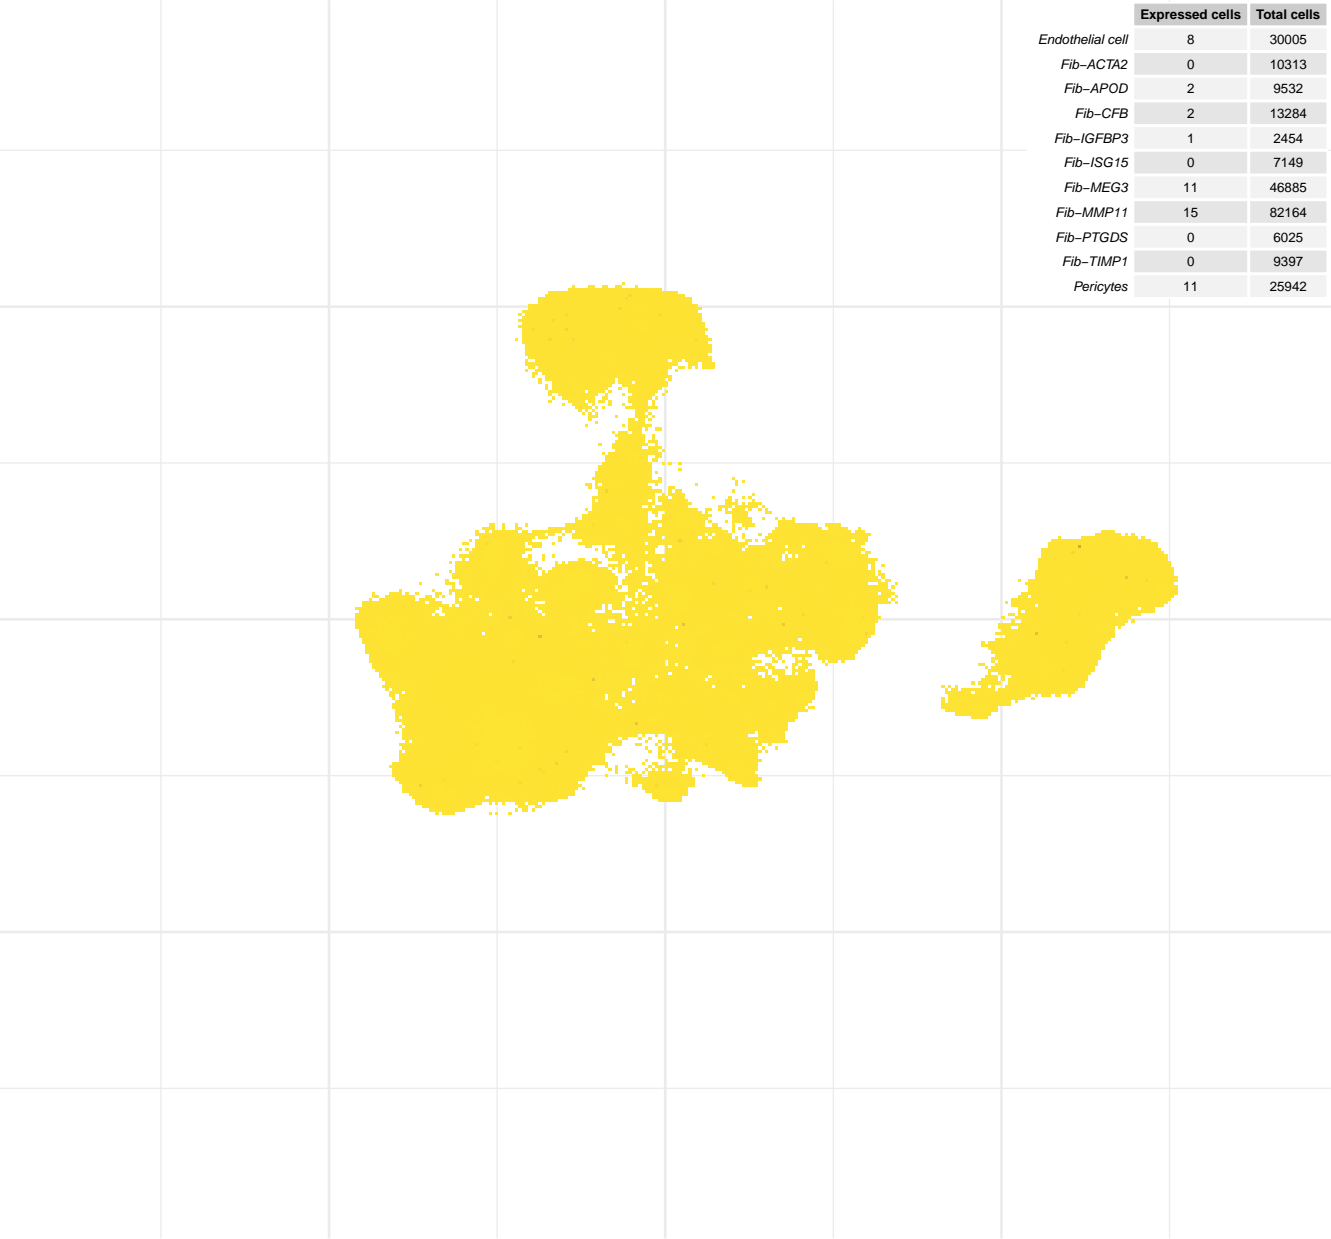 Expressed cells Total cells
Endothelial cell 8 30005
Fib−ACTA2 0 10313
Fib−APOD 2 9532
Fib−CFB 2 13284
Fib−IGFBP3 1 2454
Fib−ISG15 0 7149
Fib−MEG3 11 46885
Fib−MMP11 15 82164
Fib−PTGDS 0 6025
Fib−TIMP1 0 9397
Pericytes 11 25942